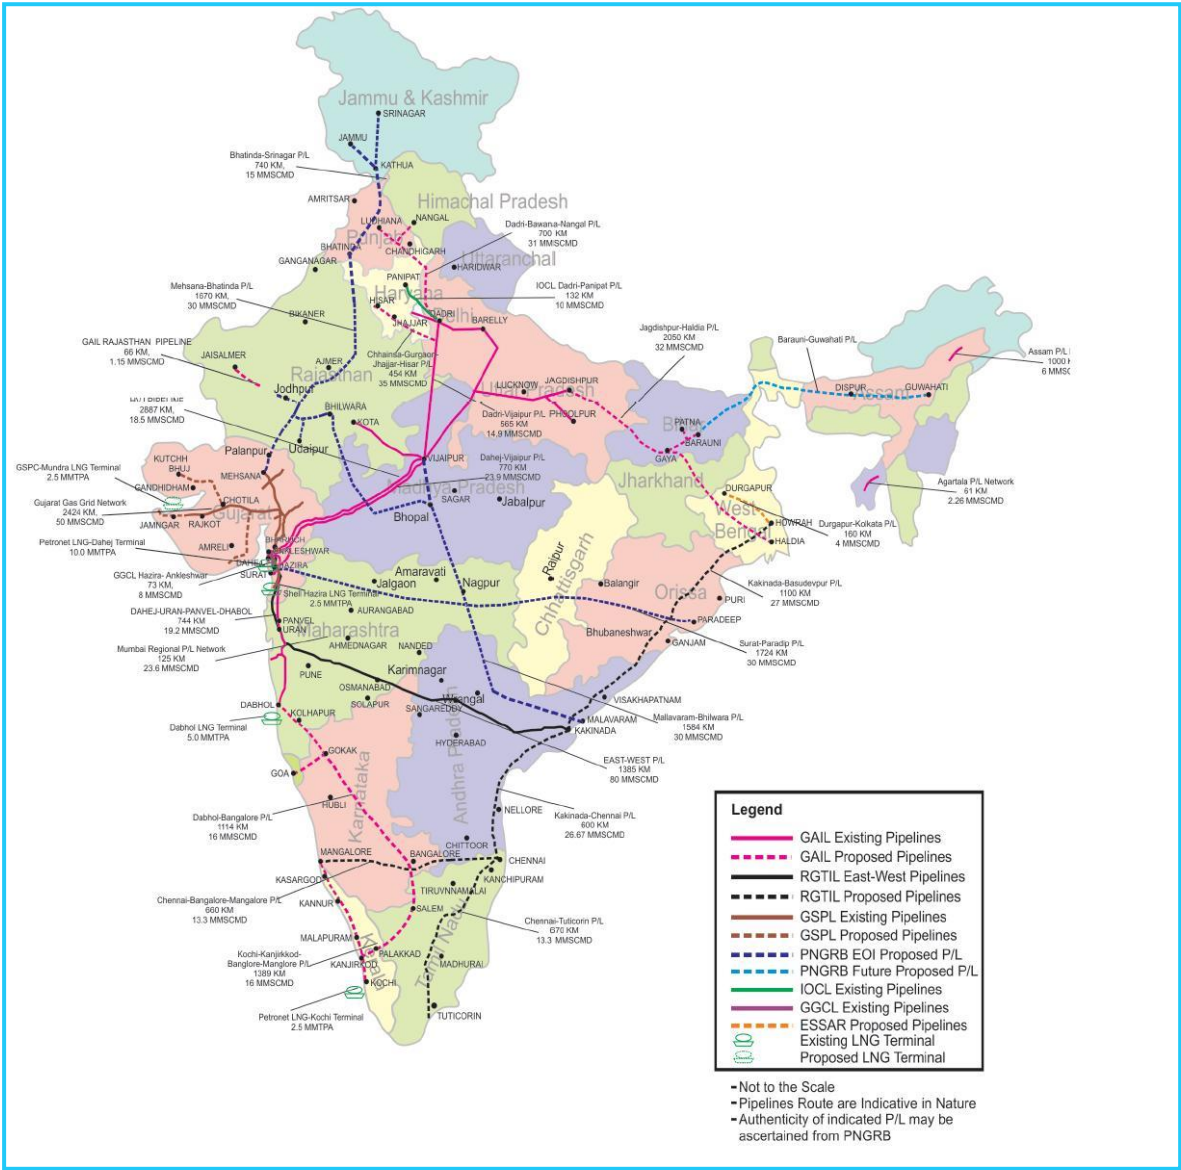 Jammu & Kashmir
SRINAGAR
JAMMU
KATHUA
Bhatinda-Srinagar P/L
740 KM,
15 MMSCMD
AMRITSAR
Himachal Pradesh
LUDHIANA
NANGAL
Punjab
CHANDHIGARH
BHATINDA
Dadri-Bawana-Nangal P/L
700 KM
31 MMSCMD
Uttaranchal
HARIDWAR
GANGANAGAR
PANIPAT
Haryana
HISAR
JHAJJAR
Delhi
DADRI
BARELLY
IOCL Dadri-Panipat P/L
132 KM
10 MMSCMD
Mehsana-Bhatinda P/L
1670 KM,
30 MMSCMD
BIKANER
GAIL RAJASTHAN PIPELINE
66 KM,
1.15 MMSCMD
JAISALMER
AJMER
Rajasthan
Jodhpur
Chhainsa-Gurgaon-
Jhajjar-Hisar P/L
454 KM
35 MMSCMD
Jagdishpur-Haldia P/L
2050 KM
32 MMSCMD
Barauni-Guwahati P/L
Assam P/L
1000
6 MMSC
DISPUR
Assam
GUWAHATI
LUCKNOW
JAGDISHPUR
Uttar Pradesh
PHOOLPUR
HVJ PIPELINE
2887 KM,
18.5 MMSCMD
BHILWARA
KOTA
Dadri-Vijaipur P/L
565 KM
14.9 MMSCMD
PATNA
Bihar
BARAUNI
GAYA
Udaipur
Palanpur
VIJAIPUR
Dahej-Vijaipur P/L
770 KM
23.9 MMSCMD
KUTCHH
BHUJ
MEHSANA
GSPC-Mundra LNG Terminal
2.5 MMTPA
GANDHIDHAM
Madhya Pradesh
SAGAR
Jabalpur
Bhopal
Jharkhand
DURGAPUR
Agartala P/L Network
61 KM
2.26 MMSCMD
Gujarat Gas Grid Network
2424 KM,
50 MMSCMD
CHOTILA
Gujarat
JAMNGAR
RAJKOT
West
Bengal
HOWRAH
HALDIA
Durgapur-Kolkata P/L
160 KM
4 MMSCMD
Petronet LNG-Dahej Terminal
10.0 MMTPA
AMRELI
BHARUCH
ANKLESHWAR
DAHEJ
HAZIRA
SURAT
GGCL Hazira- Ankleshwar
73 KM,
8 MMSCMD
Shell Hazira LNG Terminal
2.5 MMTPA
Amaravati
Jalgaon
Nagpur
Raipur
Chhattisgarh
Balangir
Orissa
PURI
PARADEEP
Bhubaneshwar
GANJAM
Kakinada-Basudevpur P/L
1100 KM
27 MMSCMD
DAHEJ-URAN-PANVEL-DHABOL
744 KM
19.2 MMSCMD
AURANGABAD
PANVEL
URAN
Maharashtra
AHMEDNAGAR
NANDED
Mumbai Regional P/L Network
125 KM
23.6 MMSCMD
Surat-Paradip P/L
1724 KM
30 MMSCMD
PUNE
Karimnagar
OSMANABAD
SOLAPUR
Wrangal
SANGAREDDY
VISAKHAPATNAM
DABHOL
KOLHAPUR
Dabhol LNG Terminal
5.0 MMTPA
MALAVARAM
KAKINADA
Mallavaram-Bhilwara P/L
1584 KM
30 MMSCMD
HYDERABAD
Andhra Pradesh
GOKAK
GOA
EAST-WEST P/L
1385 KM
80 MMSCMD
Karnataka
HUBLI
NELLORE
Kakinada-Chennai P/L
600 KM
26.67 MMSCMD
Dabhol-Bangalore P/L
1114 KM
16 MMSCMD
CHITTOOR
MANGALORE
BANGALORE
CHENNAI
KANCHIPURAM
KASARGOD
TIRUVNNAMALAI
Chennai-Bangalore-Mangalore P/L
660 KM
13.3 MMSCMD
KANNUR
SALEM
Tamil Nadu
Chennai-Tuticorin P/L
670 KM
13.3 MMSCMD
MALAPURAM
Kochi-Kanjikkod-
Banglore-Manglore P/L
1389 KM
16 MMSCMD
PALAKKAD
KANJIRKOD
Kerala
KOCHI
MADHURAI
Petronet LNG-Kochi Terminal
2.5 MMTPA
TUTICORIN
Legend
GAIL Existing Pipelines
GAIL Proposed Pipelines
RGTIL East-West Pipelines
RGTIL Proposed Pipelines
GSPL Existing Pipelines
GSPL Proposed Pipelines
PNGRB EOI Proposed P/L
PNGRB Future Proposed P/L
IOCL Existing Pipelines
GGCL Existing Pipelines
ESSAR Proposed Pipelines
Existing LNG Terminal
Proposed LNG Terminal
-Not to the Scale
-Pipelines Route are Indicative in Nature
-Authenticity of indicated P/L may be
ascertained from PNGRB